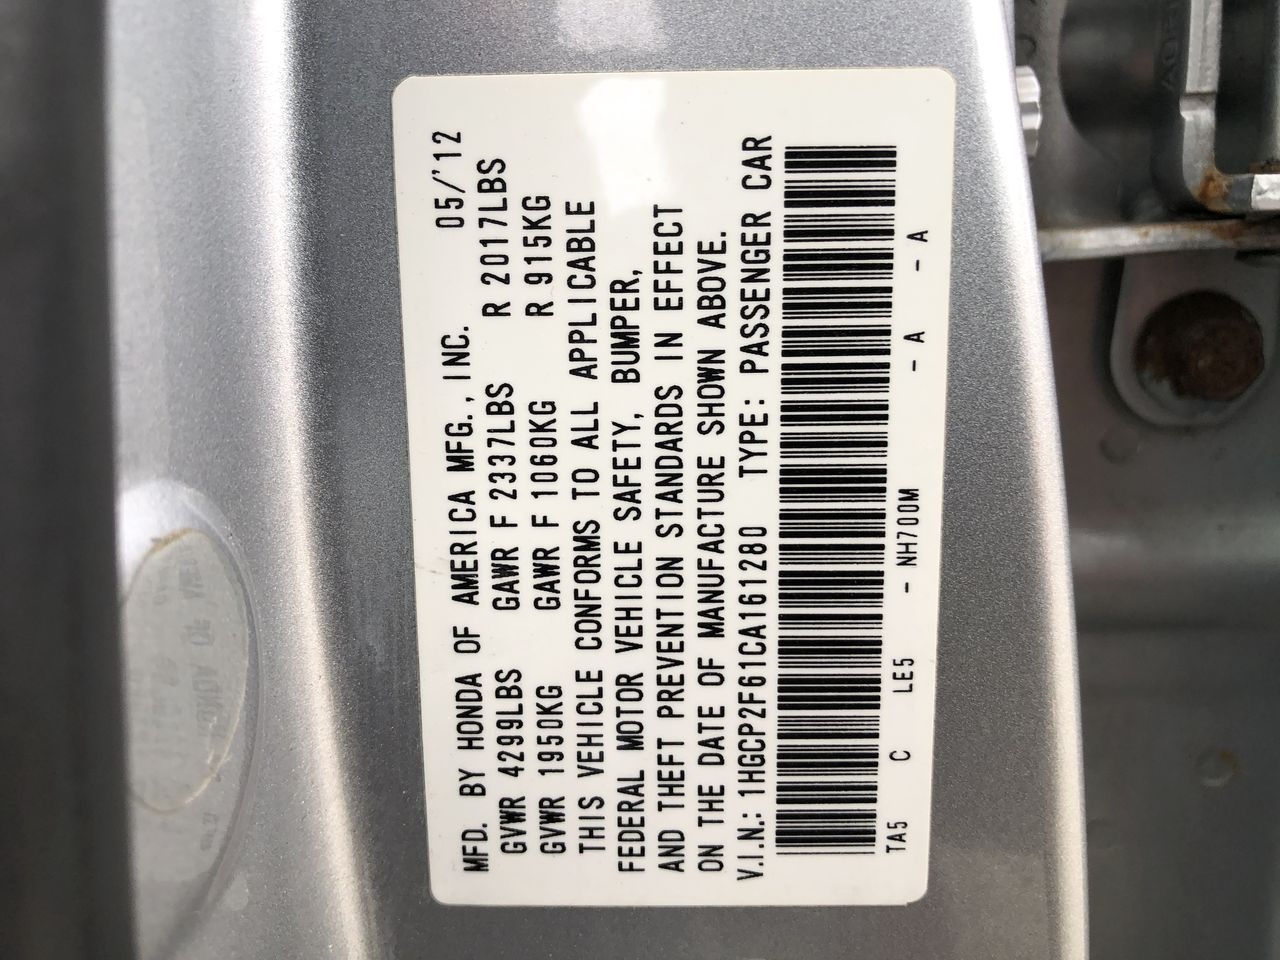 MFD. BY HONDA OF AMERICA MFG., INC. 05/'12
GVWR 4299LBS GAWR F 2337LBS R 2017LBS
GVWR 1950KG GAWR F 1060KG R 915KG
THIS VEHICLE CONFORMS TO ALL APPLICABLE
FEDERAL MOTOR VEHICLE SAFETY, BUMPER,
AND THEFT PREVENTION STANDARDS IN EFFECT
ON THE DATE OF MANUFACTURE SHOWN ABOVE.
V.I.N.: 1HGCP2F61CA161280 TYPE: PASSENGER CAR
TA5 C LE5 - NH700M - A - A